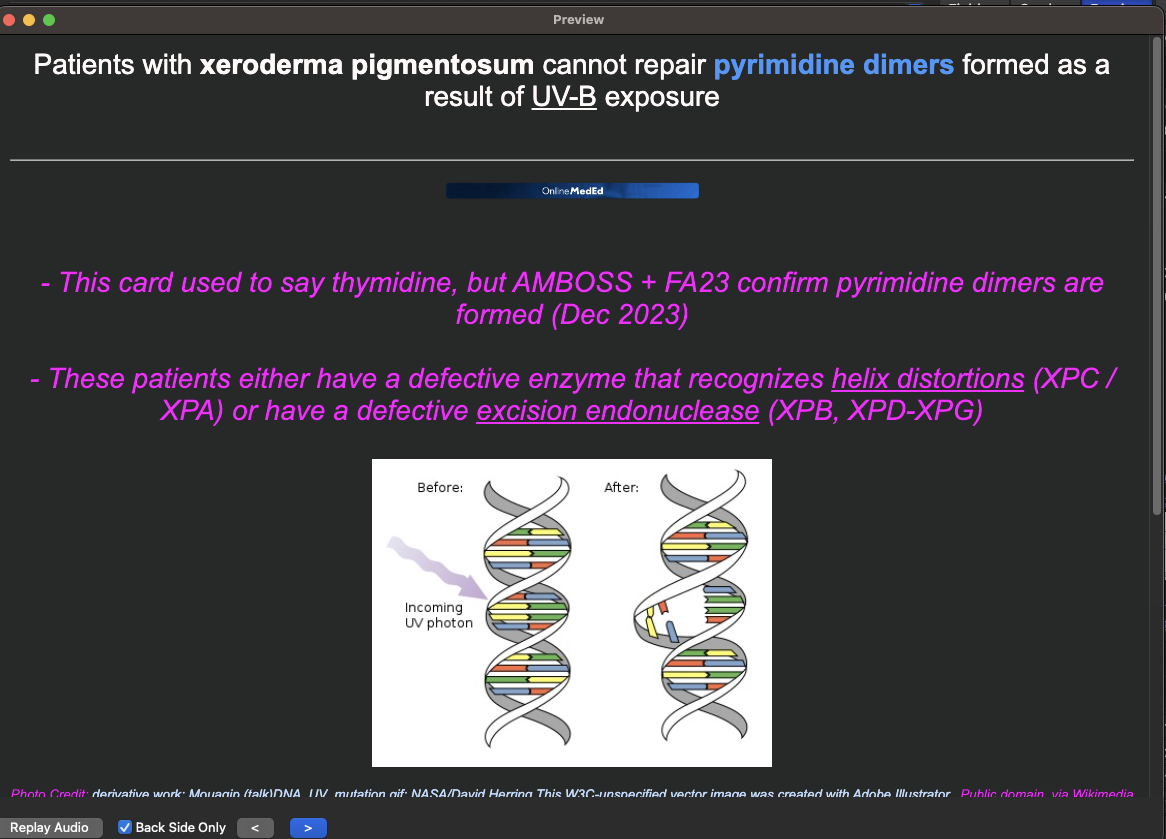 Preview
Patients with xeroderma pigmentosum cannot repair pyrimidine dimers formed as a
result of UV-B exposure
OnlineMedEd
- This card used to say thymidine, but AMBOSS + FA23 confirm pyrimidine dimers are
formed (Dec 2023)
- These patients either have a defective enzyme that recognizes helix distortions (XPC /
XPA) or have a defective excision endonuclease (XPB, XPD-XPG)
Before:
After:
Incoming
UV photon
Photo Credit: derivative work: Mouagip (talk)DNA_UV_mutation.gif: NASA/David Herring This W3C-unspecified vector image was created with Adobe Illustrator. Public domain, via Wikimedia
Replay Audio
Back Side Only
<
>